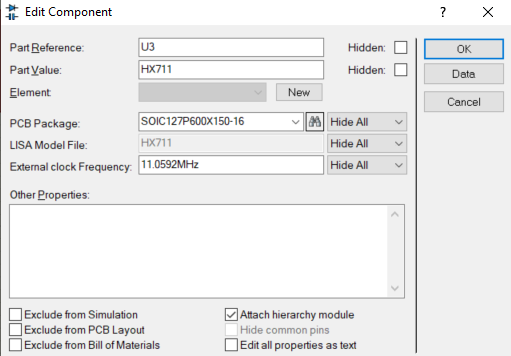 Edit Component ?
Part Reference: U3 Hidden: OK
Part Value: HX711 Hidden: Data
Element: New Cancel
PCB Package: SOIC127P600X150-16 Hide All
LISA Model File: HX711 Hide All
External clock Frequency: 11.0592MHz Hide All
Other Properties:
Exclude from Simulation Attach hierarchy module
Exclude from PCB Layout Hide common pins
Exclude from Bill of Materials Edit all properties as text